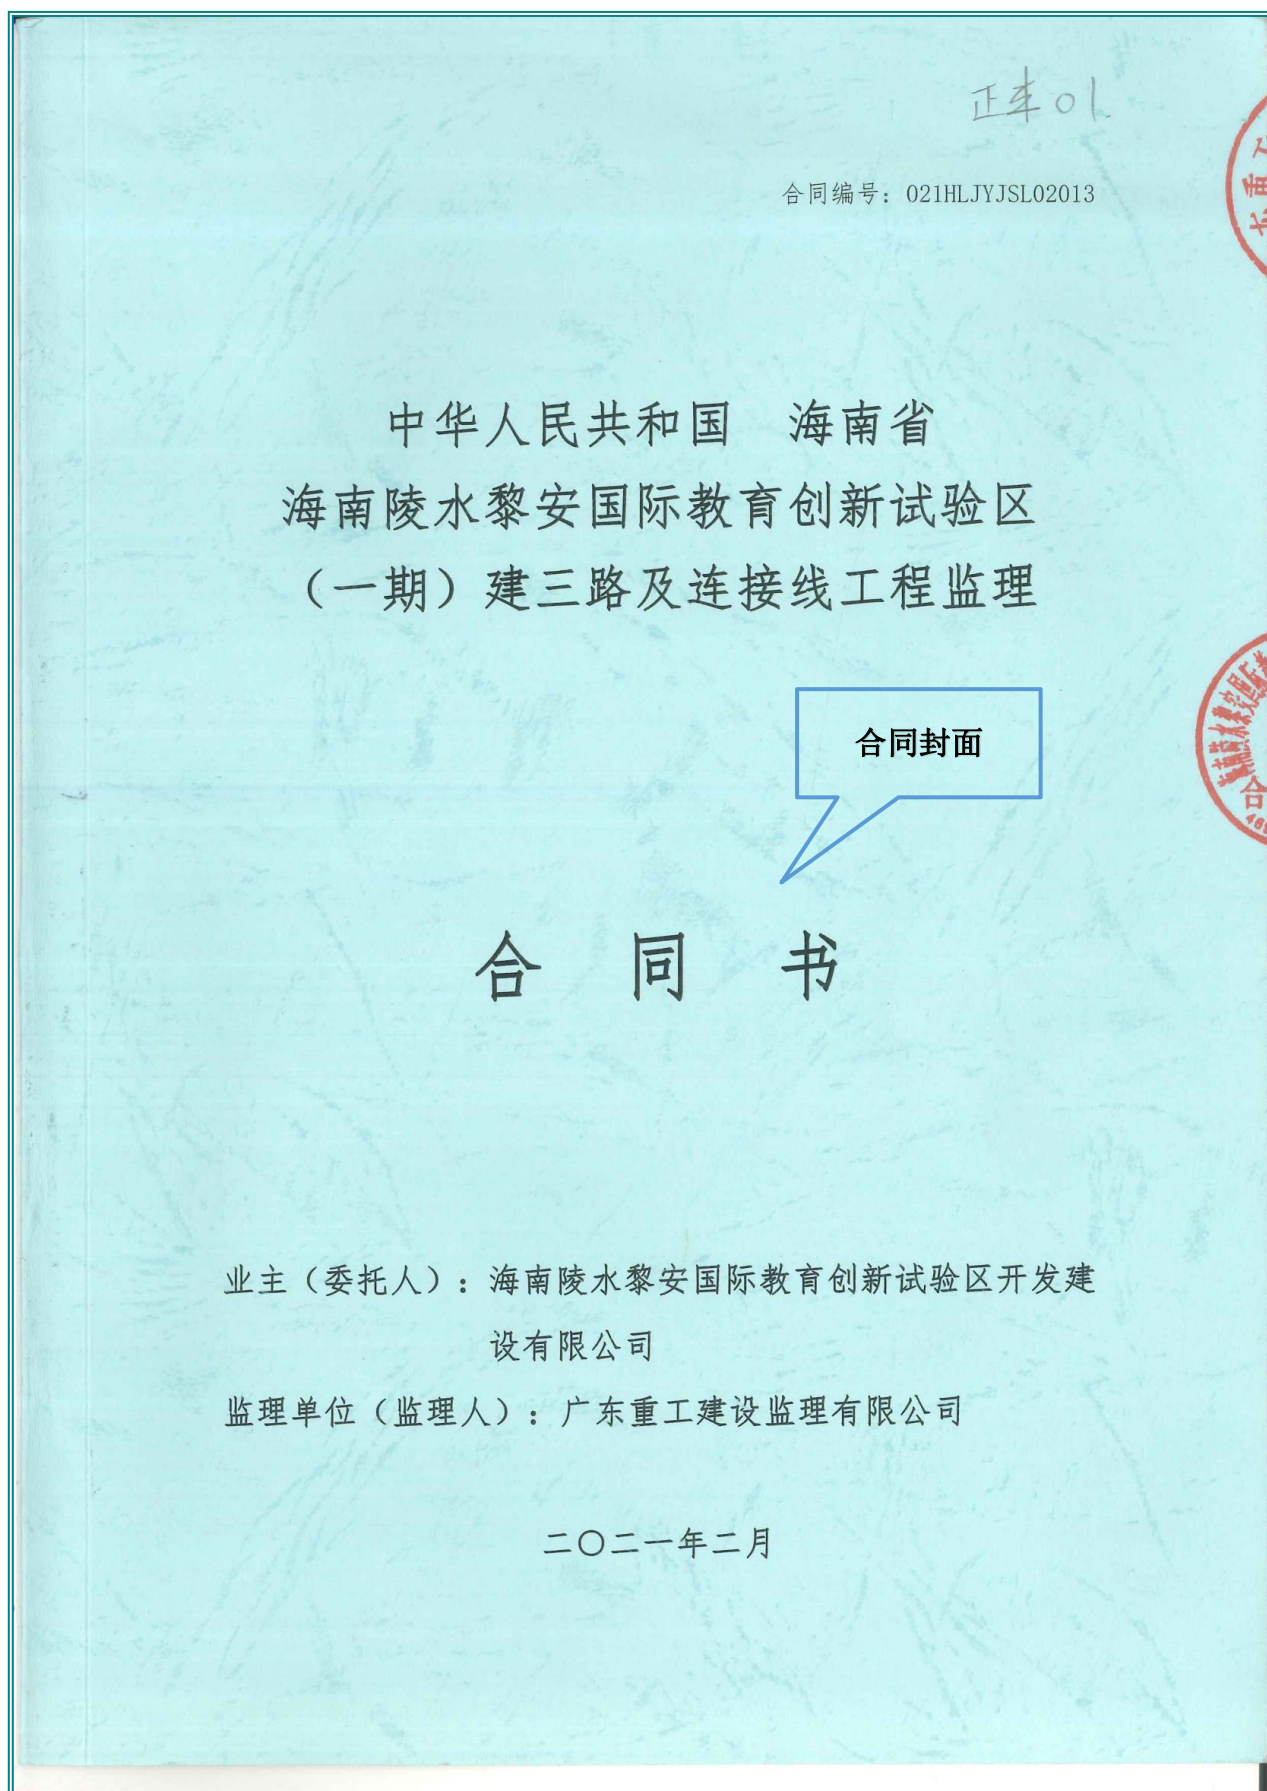 正本01
合同编号：021HLJYJSL02013
中华人民共和国 海南省
海南陵水黎安国际教育创新试验区
（一期）建三路及连接线工程监理
合同封面
合 同 书
业主（委托人）：海南陵水黎安国际教育创新试验区开发建
设有限公司
监理单位（监理人）：广东重工建设监理有限公司
二〇二一年二月